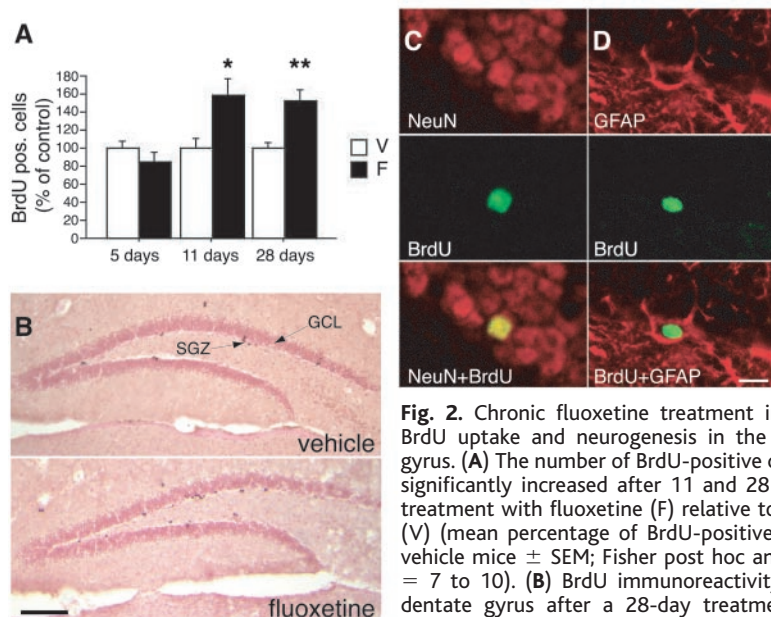 A
BrdU pos. cells
(% of control)
180
160
140
120
100
80
60
40
20
0
*
**
V
F
5 days
11 days
28 days
B
SGZ
GCL
vehicle
fluoxetine
C
NeuN
BrdU
NeuN+BrdU
D
GFAP
BrdU
BrdU+GFAP
Fig. 2. Chronic fluoxetine treatment i
BrdU uptake and neurogenesis in the
gyrus. (A) The number of BrdU-positive
significantly increased after 11 and 28
treatment with fluoxetine (F) relative to
(V) (mean percentage of BrdU-positive
vehicle mice ± SEM; Fisher post hoc an
= 7 to 10). (B) BrdU immunoreactivity
dentate gyrus after a 28-day treatme